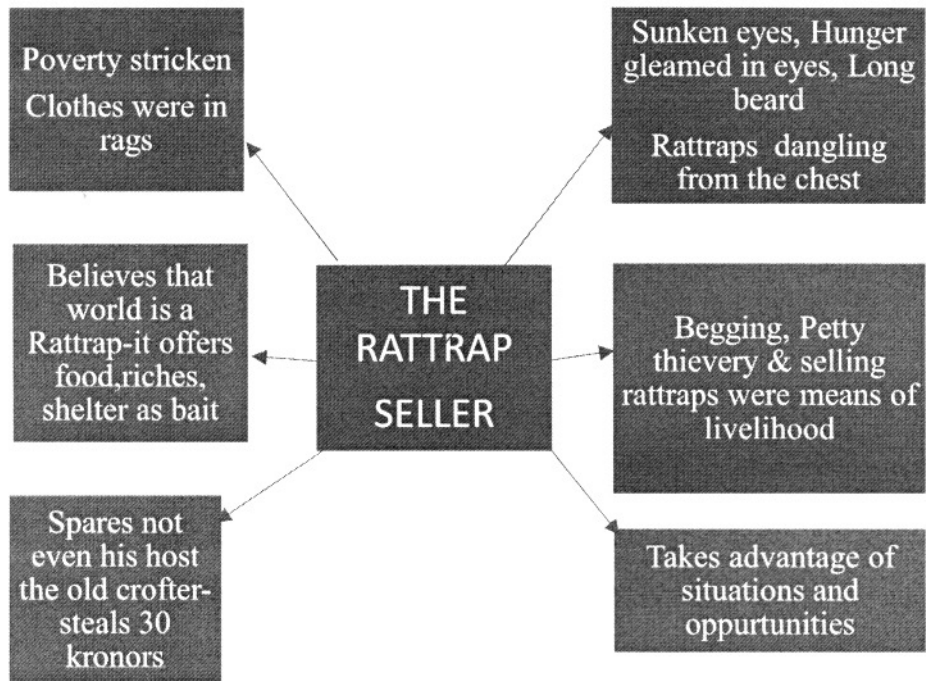 Poverty stricken
Clothes were in
rags
Sunken eyes, Hunger
gleamed in eyes, Long
beard
Rattraps dangling
from the chest
Believes that
world is a
Rattrap-it offers
food,riches,
shelter as bait
THE
RATTRAP
SELLER
Begging, Petty
thievery & selling
rattraps were means of
livelihood
Spares not
even his host
the old crofter-
steals 30
kronors
Takes advantage of
situations and
oppurtunities